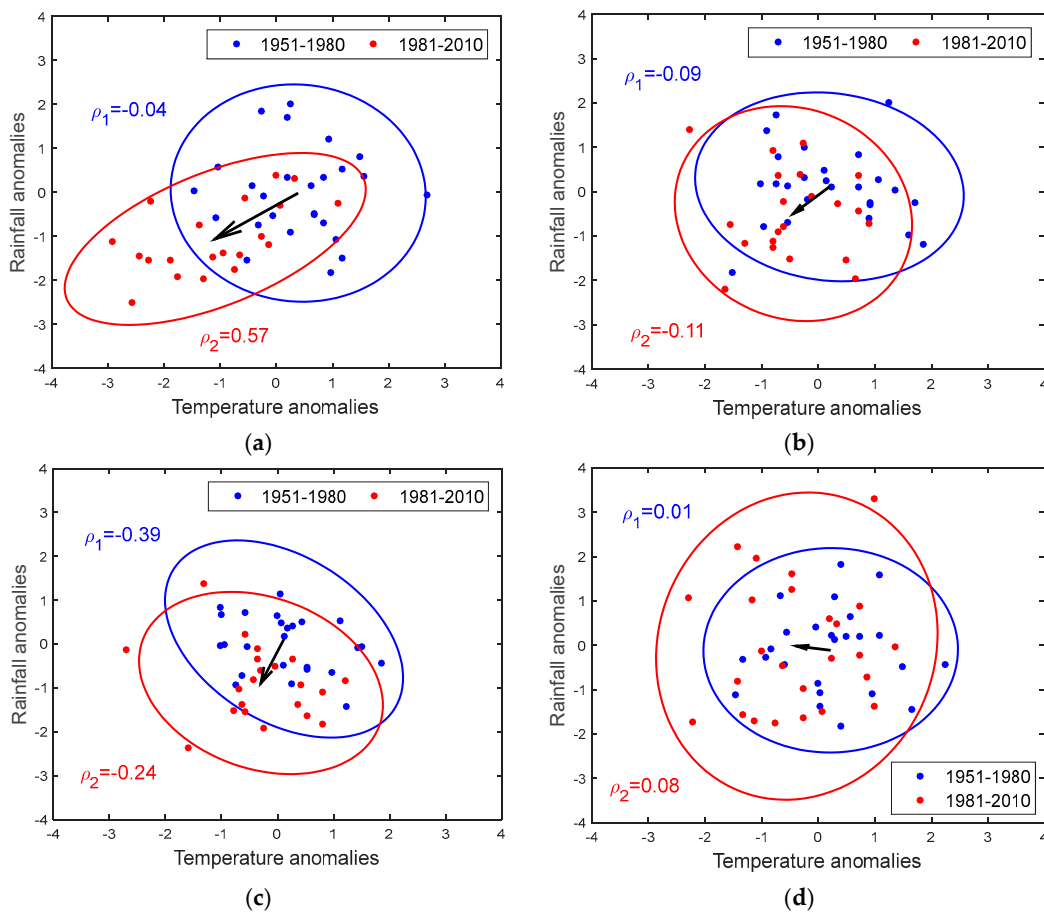 4
3
2
1
0
-1
-2
-3
-4
-4 -3 -2 -1 0 1 2 3 4
Rainfall anomalies
Temperature anomalies
1951-1980 1981-2010
ρ1=-0.04
ρ2=0.57
(a)
4
3
2
1
0
-1
-2
-3
-4
-4 -3 -2 -1 0 1 2 3 4
Rainfall anomalies
Temperature anomalies
1951-1980 1981-2010
ρ1=-0.09
ρ2=-0.11
(b)
4
3
2
1
0
-1
-2
-3
-4
-4 -3 -2 -1 0 1 2 3 4
Rainfall anomalies
Temperature anomalies
1951-1980 1981-2010
ρ1=-0.39
ρ2=-0.24
(c)
4
3
2
1
0
-1
-2
-3
-4
-4 -3 -2 -1 0 1 2 3 4
Rainfall anomalies
Temperature anomalies
ρ1=0.01
ρ2=0.08
1951-1980
1981-2010
(d)